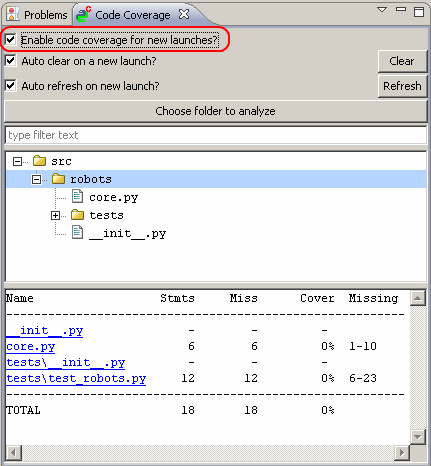 Problems Code Coverage
Enable code coverage for new launches?
Auto clear on a new launch? Clear
Auto refresh on new launch? Refresh
Choose folder to analyze
type filter text
src
robots
core.py
tests
__init__.py
Name Stmts Miss Cover Missing
--------------------------------------------------
__init__.py - - -
core.py 6 6 0% 1-10
tests\__init__.py - - -
tests\test_robots.py 12 12 0% 6-23
--------------------------------------------------
TOTAL 18 18 0%